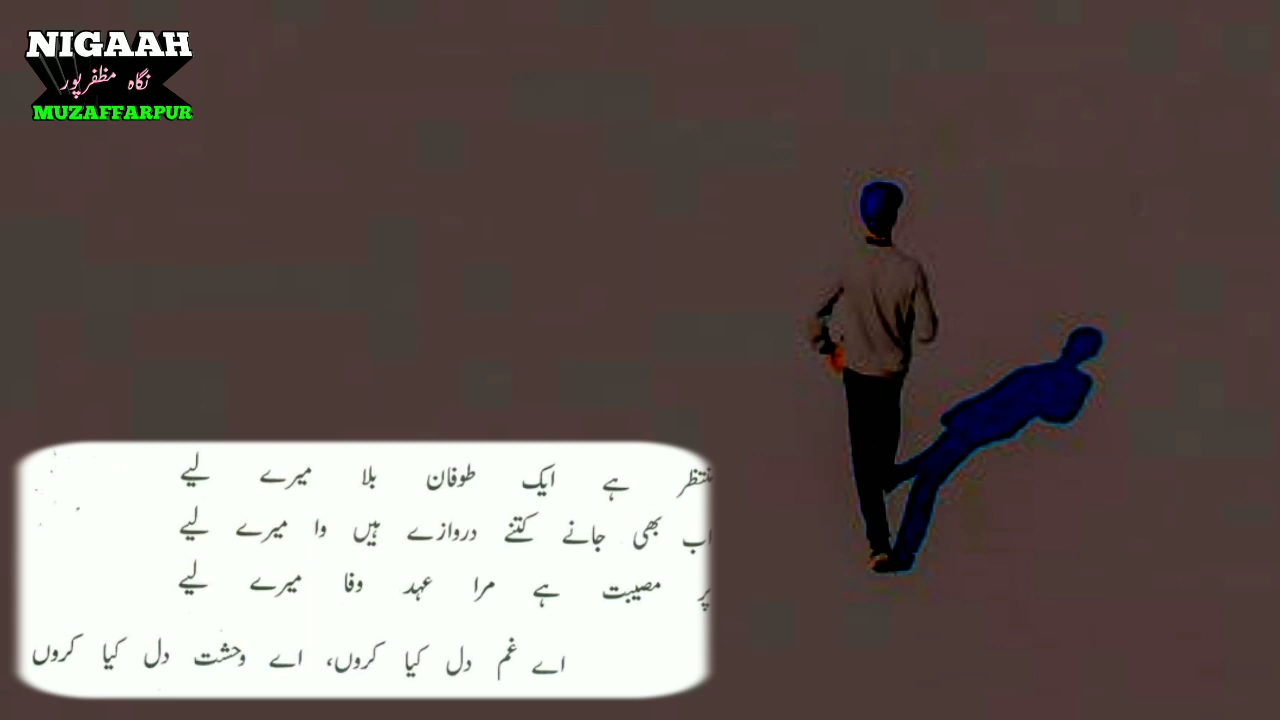 NIGAAH
نگاہ مظفرپور
MUZAFFARPUR
منتظر ہے ایک طوفان بلا میرے لیے
اب بھی جانے کتنے دروازے ہیں وا میرے لیے
پر مصیبت ہے مرا عہد وفا میرے لیے
اے غم دل کیا کروں، اے وحشت دل کیا کروں